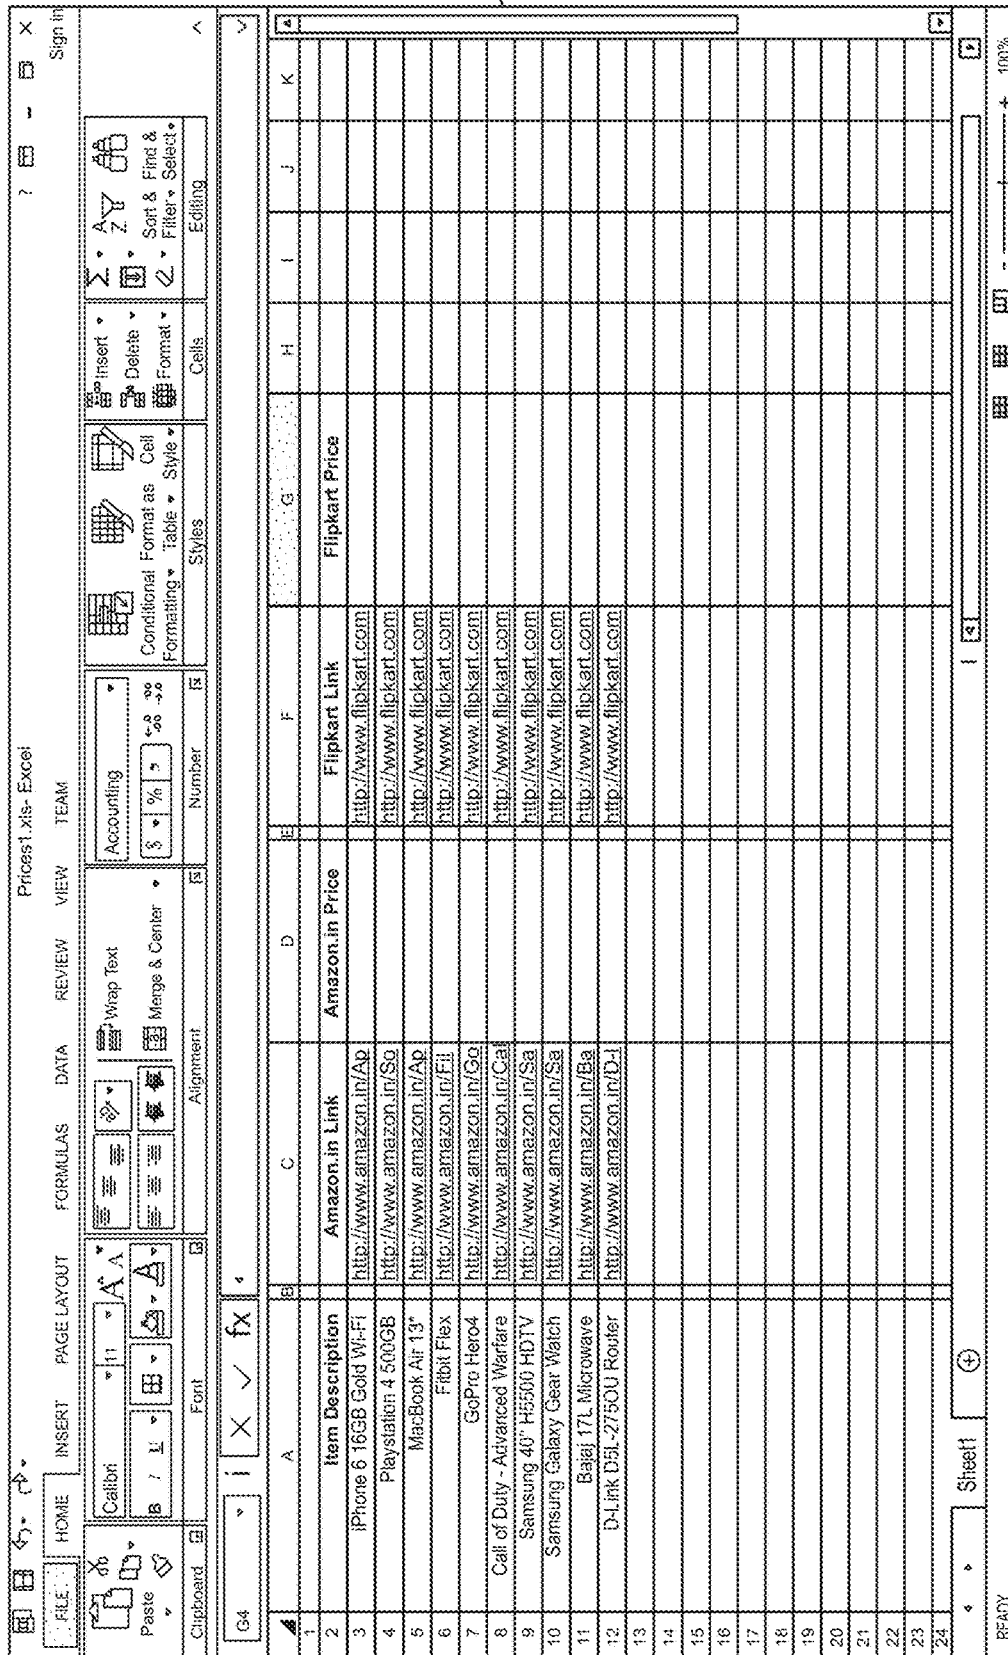 Prices1.xls- Excel
?
Sign in
FILE HOME INSERT PAGE LAYOUT FORMULAS DATA REVIEW VIEW TEAM
Paste
Clipboard
Calibri 11 A A
B I U A
Font
Wrap Text
Merge & Center
Alignment
Accounting
$ % ,
Number
Conditional Formatting
Format as Table
Cell Style
Styles
Insert
Delete
Format
Cells
Σ
A Z
Sort & Filter
Find & Select
Editing
G4 fx
A B C D E F G H I J K
1
2 Item Description Amazon.in Link Amazon.in Price Flipkart Link Flipkart Price
3 iPhone 6 16GB Gold Wi-Fi http://www.amazon.in/Ap http://www.flipkart.com
4 Playstation 4 500GB http://www.amazon.in/So http://www.flipkart.com
5 MacBook Air 13" http://www.amazon.in/Ap http://www.flipkart.com
6 Fitbit Flex http://www.amazon.in/Fit http://www.flipkart.com
7 GoPro Hero4 http://www.amazon.in/Go http://www.flipkart.com
8 Call of Duty - Advanced Warfare http://www.amazon.in/Cal http://www.flipkart.com
9 Samsung 40" H5500 HDTV http://www.amazon.in/Sa http://www.flipkart.com
10 Samsung Galaxy Gear Watch http://www.amazon.in/Sa http://www.flipkart.com
11 Bajaj 17L Microwave http://www.amazon.in/Ba http://www.flipkart.com
12 D-Link DSL-275OU Router http://www.amazon.in/D-l http://www.flipkart.com
13
14
15
16
17
18
19
20
21
22
23
24
Sheet1
READY
100%